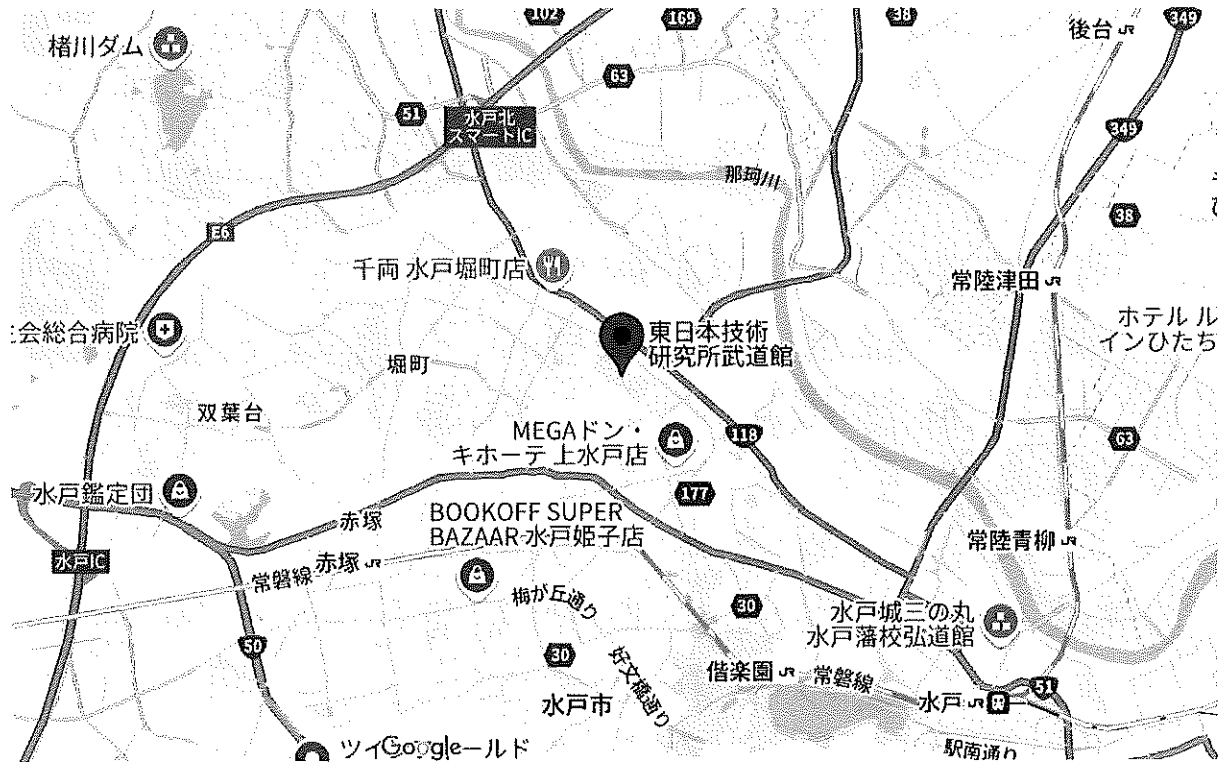 102
169
38
349
後台
楮川ダム
63
51
水戸北
スマートIC
349
那珂川
38
E6
千両 水戸堀町店
常陸津田
ホテル ル
インひたち
会総合病院
東日本技術
研究所武道館
堀町
双葉台
MEGAドン・
キホーテ 上水戸店
118
63
水戸鑑定団
177
赤塚
BOOKOFF SUPER
BAZAAR 水戸姫子店
水戸IC
赤塚
常陸青柳
常磐線
梅が丘通り
30
水戸城三の丸
水戸藩校弘道館
50
30
好文橋通り
偕楽園
常磐線
水戸市
水戸
51
ツイ
Google
ールド
駅南通り